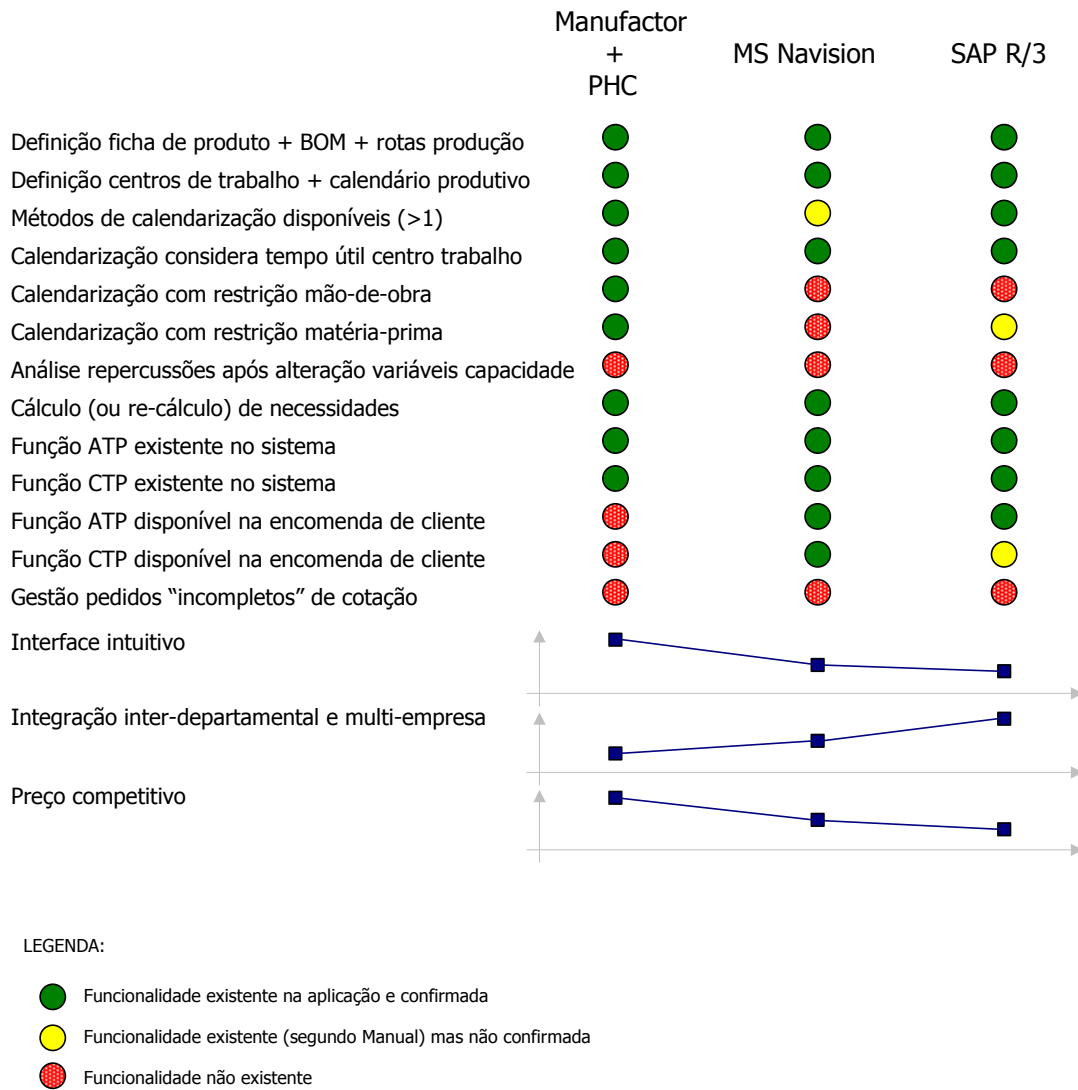 Manufactor
+
PHC
MS Navision
SAP R/3
Definição ficha de produto + BOM + rotas produção
Definição centros de trabalho + calendário produtivo
Métodos de calendarização disponíveis (>1)
Calendarização considera tempo útil centro trabalho
Calendarização com restrição mão-de-obra
Calendarização com restrição matéria-prima
Análise repercussões após alteração variáveis capacidade
Cálculo (ou re-cálculo) de necessidades
Função ATP existente no sistema
Função CTP existente no sistema
Função ATP disponível na encomenda de cliente
Função CTP disponível na encomenda de cliente
Gestão pedidos “incompletos” de cotação
Interface intuitivo
Integração inter-departamental e multi-empresa
Preço competitivo
LEGENDA:
Funcionalidade existente na aplicação e confirmada
Funcionalidade existente (segundo Manual) mas não confirmada
Funcionalidade não existente